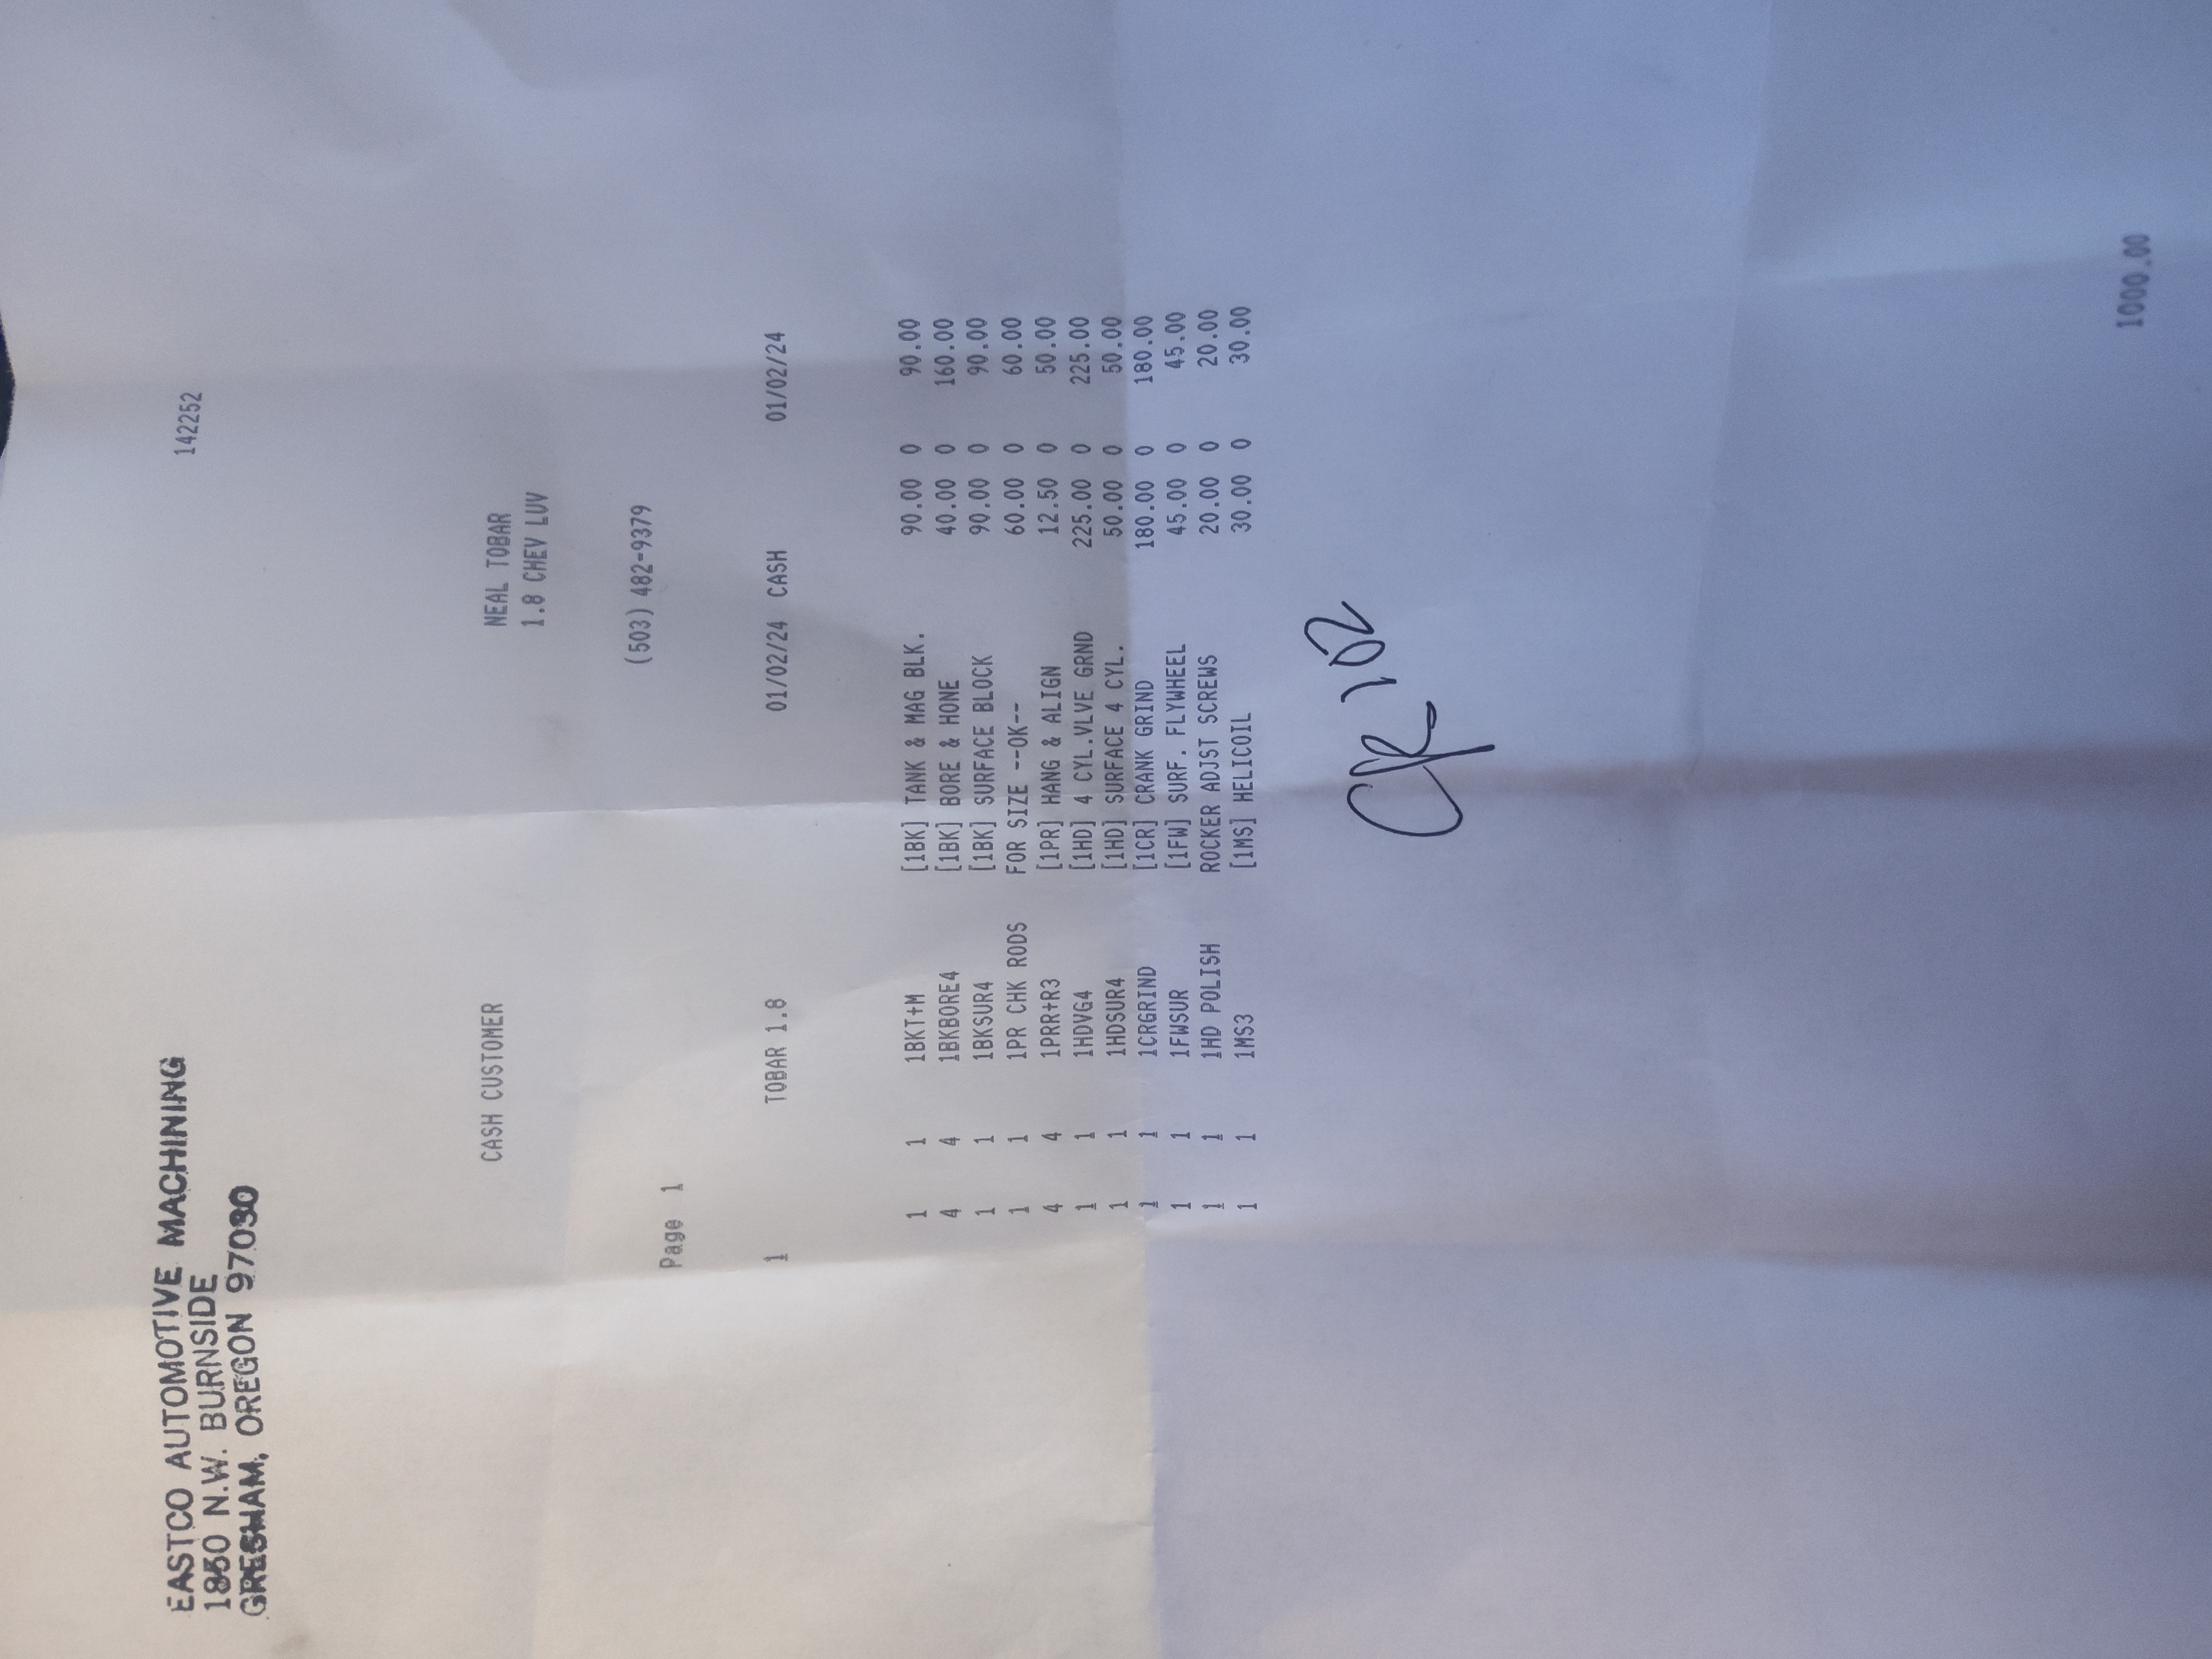 EASTCO AUTOMOTIVE MACHINING 142252
1830 N.W. BURNSIDE
GRESHAM, OREGON 97030
CASH CUSTOMER NEAL TOBAR
1.8 CHEV LUV
(503) 482-9379
Page 1
1 TOBAR 1.8 01/02/24 CASH 01/02/24
1 1 1BKT+M [1BK] TANK & MAG BLK. 90.00 0 90.00
4 4 1BKBORE4 [1BK] BORE & HONE 40.00 0 160.00
1 1 1BKSUR4 [1BK] SURFACE BLOCK 90.00 0 90.00
1 1 1PR CHK RODS FOR SIZE --OK-- 60.00 0 60.00
4 4 1PRR+R3 [1PR] HANG & ALIGN 12.50 0 50.00
1 1 1HDVG4 [1HD] 4 CYL.VLVE GRND 225.00 0 225.00
1 1 1HDSUR4 [1HD] SURFACE 4 CYL. 50.00 0 50.00
1 1 1CRGRIND [1CR] CRANK GRIND 180.00 0 180.00
1 1 1FWSUR [1FW] SURF. FLYWHEEL 45.00 0 45.00
1 1 1HD POLISH ROCKER ADJST SCREWS 20.00 0 20.00
1 1 1MS3 [1MS] HELICOIL 30.00 0 30.00
102
1000.00